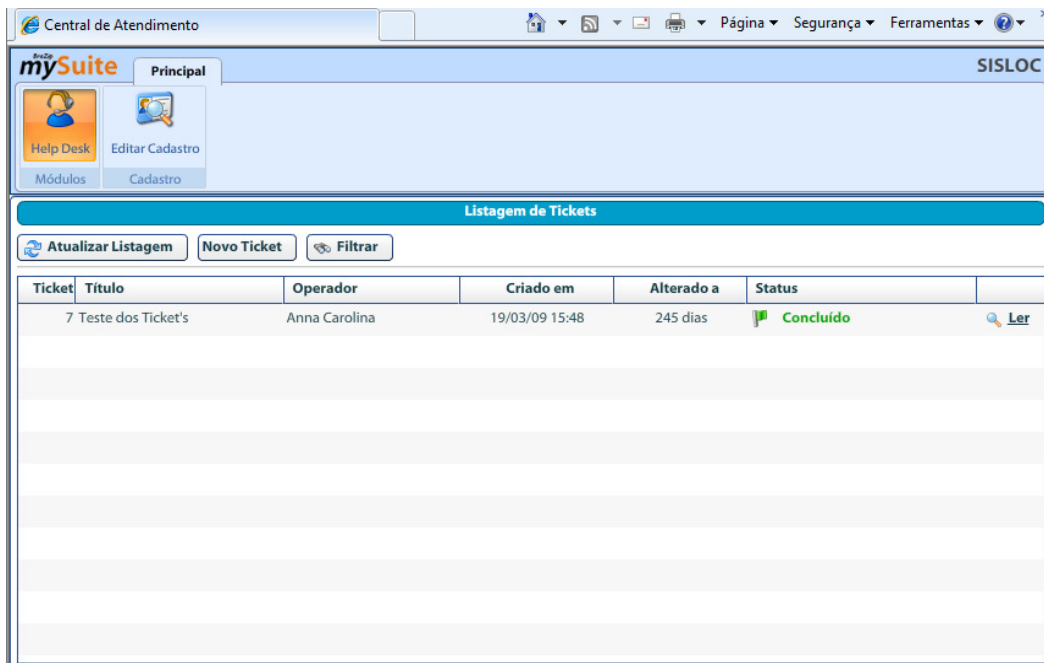 Central de Atendimento
Página Segurança Ferramentas
BraZip
mySuite Principal SISLOC
Help Desk Editar Cadastro
Módulos Cadastro
Listagem de Tickets
Atualizar Listagem Novo Ticket Filtrar
Ticket Título Operador Criado em Alterado a Status
7 Teste dos Ticket's Anna Carolina 19/03/09 15:48 245 dias Concluído Ler